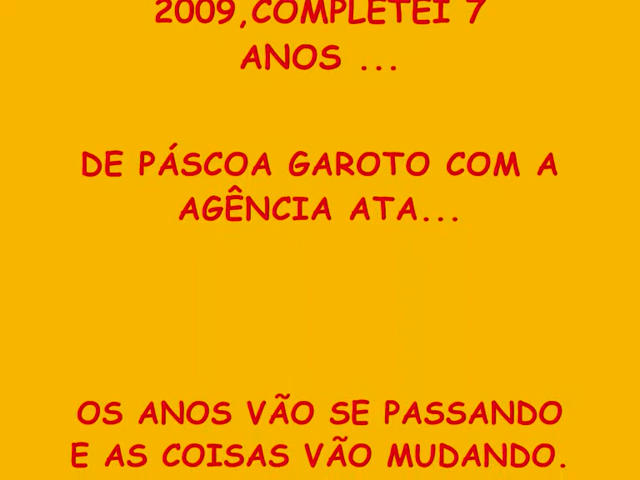 2009,COMPLETEI 7
ANOS ...
DE PÁSCOA GAROTO COM A
AGÊNCIA ATA...
OS ANOS VÃO SE PASSANDO
E AS COISAS VÃO MUDANDO.